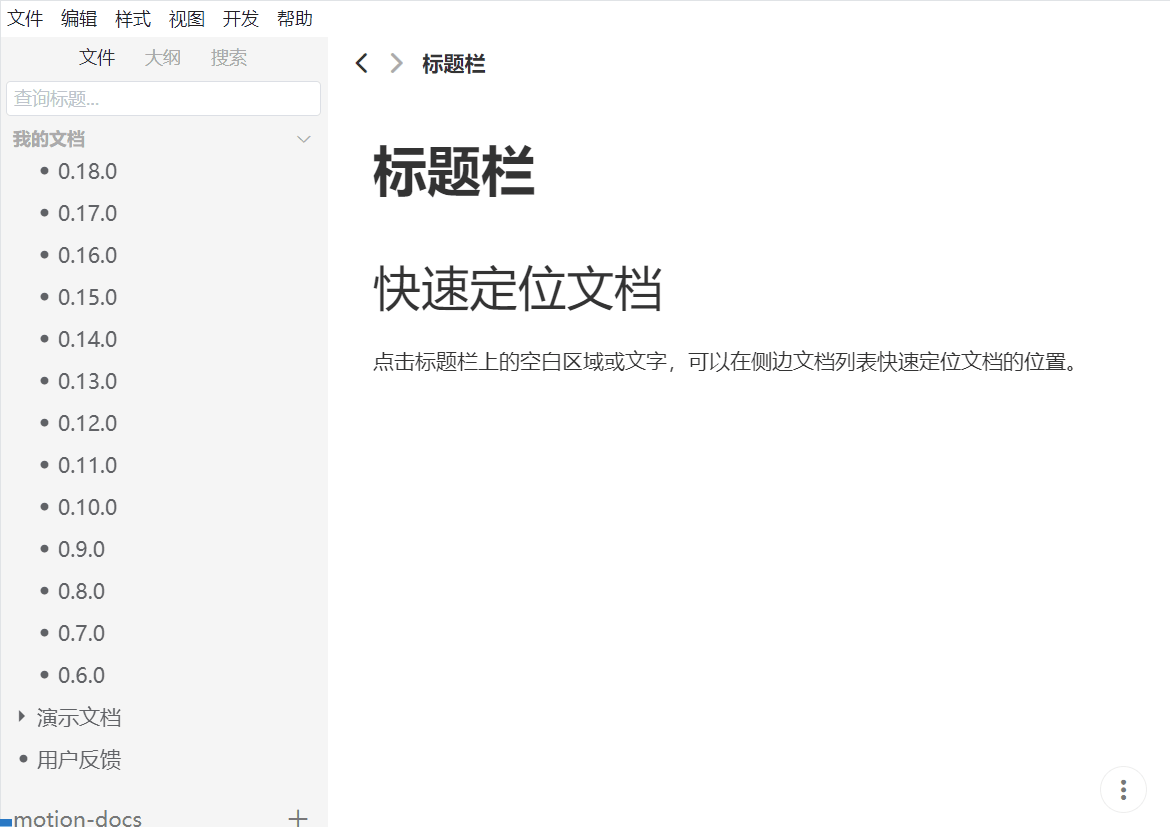 文件 编辑 样式 视图 开发 帮助
文件 大纲 搜索
查询标题...
我的文档
0.18.0
0.17.0
0.16.0
0.15.0
0.14.0
0.13.0
0.12.0
0.11.0
0.10.0
0.9.0
0.8.0
0.7.0
0.6.0
演示文档
用户反馈
motion-docs
标题栏
标题栏
快速定位文档
点击标题栏上的空白区域或文字，可以在侧边文档列表快速定位文档的位置。